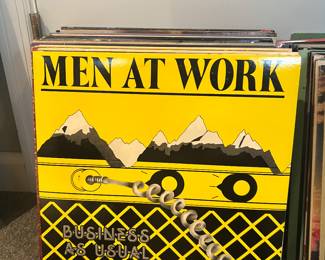 MEN AT WORK
BUSINESS
AS USUAL